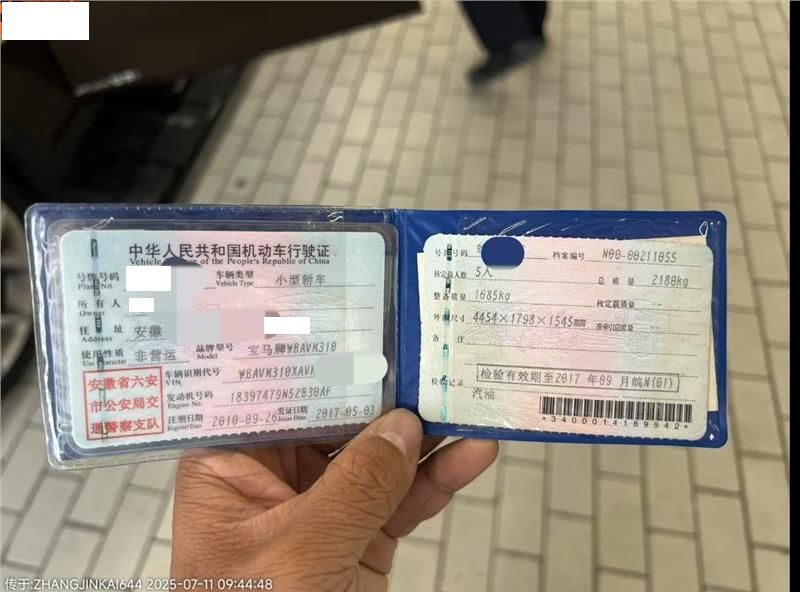 中华人民共和国机动车行驶证
Vehicle of the People's Republic of China
号牌号码
Plate No.
车辆类型
Vehicle Type
小型轿车
所有人
Owner
住址
Address
安徽
使用性质
Use Character
非营运
品牌型号
Model
宝马牌WBAVM310
车辆识别代号
VIN
WBAVM310XAV
发动机号码
Engine No.
18397479N52B30AF
注册日期
Register Date
2010-09-26
发证日期
Issue Date
2017-05-03
安徽省六安
市公安局交
通警察支队
号牌号码
档案编号
N00-00211055
核定载人数
5人
总质量
2180kg
整备质量
1685kg
核定载质量
外廓尺寸
4454×1798×1545
准牵引总质量
检验记录
检验有效期至2017 年09 月皖N(01)
汽油
*3400014189942*
传于:ZHANGJINKAI644 2025-07-11 09:44:48